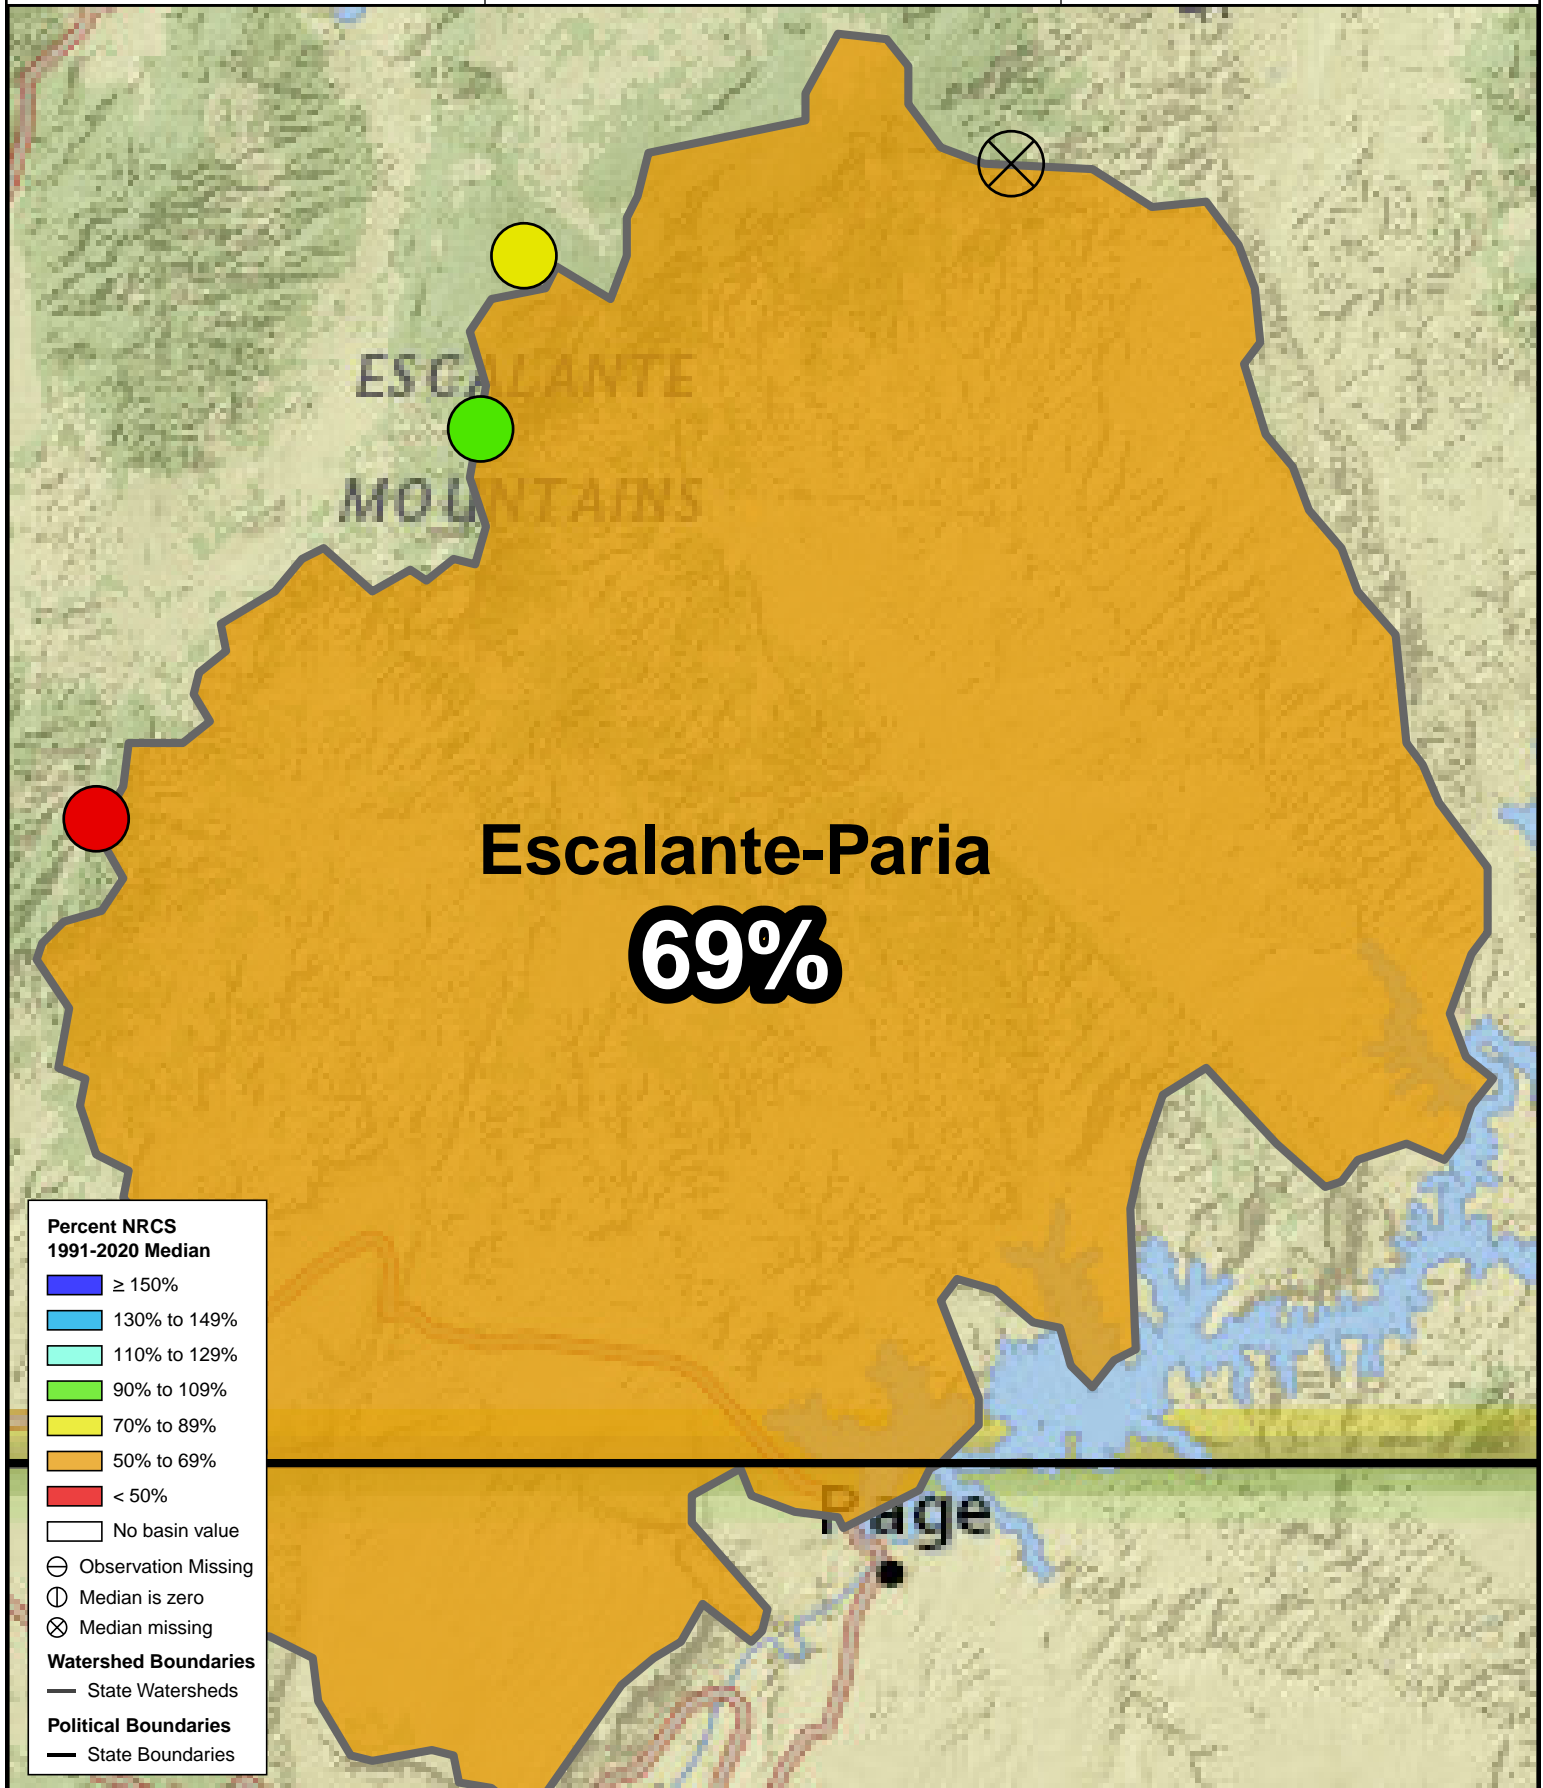 ESCALANTE
MOUNTAINS
Escalante-Paria
69%
Page
Percent NRCS
1991-2020 Median
≥ 150%
130% to 149%
110% to 129%
90% to 109%
70% to 89%
50% to 69%
< 50%
No basin value
Observation Missing
Median is zero
Median missing
Watershed Boundaries
State Watersheds
Political Boundaries
State Boundaries